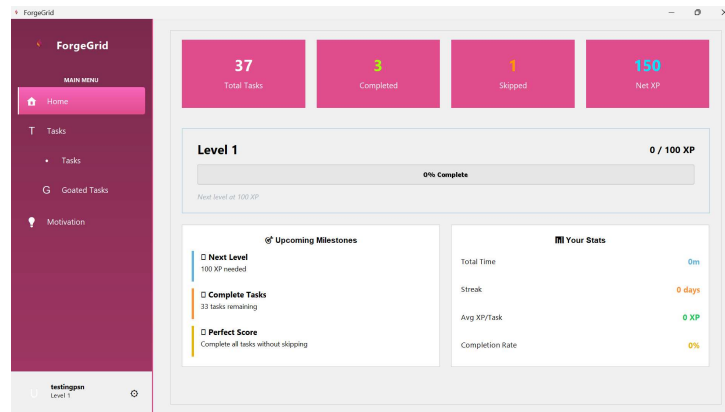 ForgeGrid
ForgeGrid
MAIN MENU
Home
T Tasks
Tasks
G Goated Tasks
Motivation
testingpsn
Level 1
37
Total Tasks
3
Completed
1
Skipped
150
Net XP
Level 1
0 / 100 XP
0% Complete
Next level at 100 XP
Upcoming Milestones
Next Level
100 XP needed
Complete Tasks
33 tasks remaining
Perfect Score
Complete all tasks without skipping
Your Stats
Total Time 0m
Streak 0 days
Avg XP/Task 0 XP
Completion Rate 0%